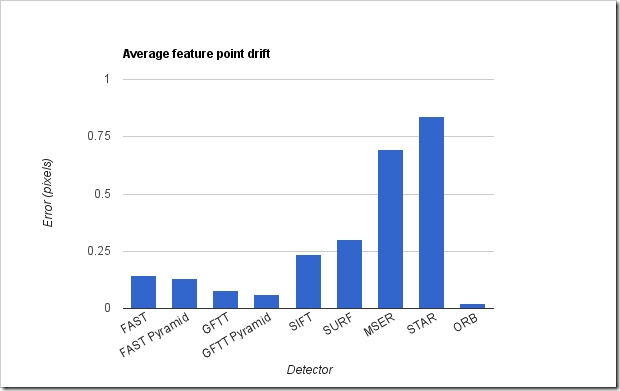 Average feature point drift
1
0.75
0.5
0.25
0
Error (pixels)
FAST
FAST Pyramid
GFTT
GFTT Pyramid
SIFT
SURF
MSER
STAR
ORB
Detector